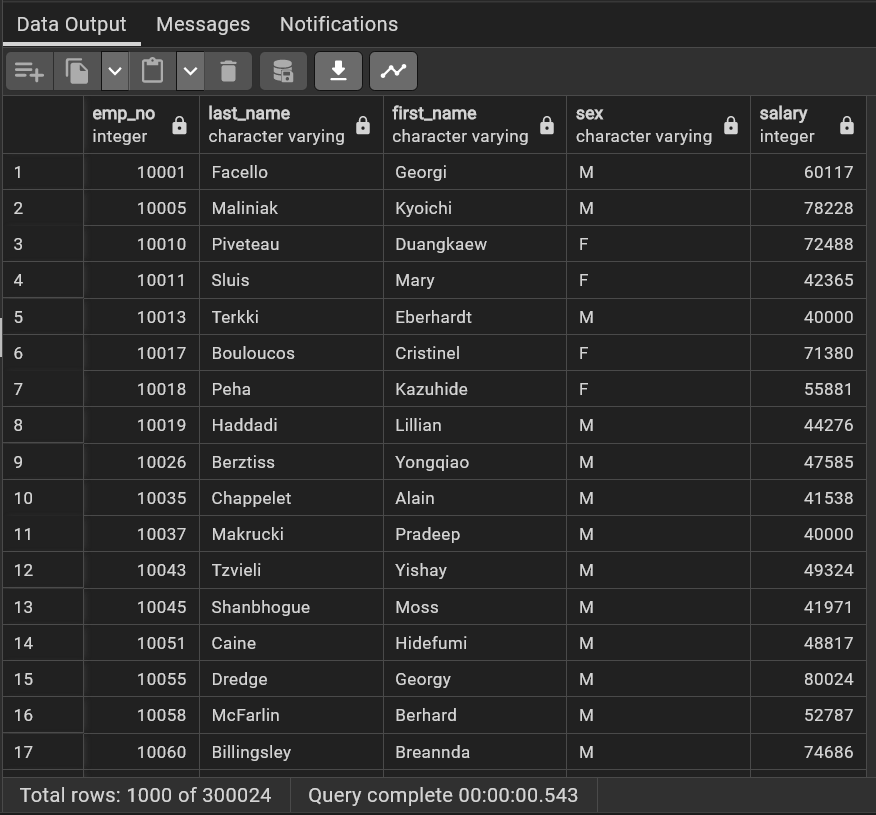 Data Output Messages Notifications
emp_no last_name first_name sex salary
integer character varying character varying character varying integer
1 10001 Facello Georgi M 60117
2 10005 Maliniak Kyoichi M 78228
3 10010 Piveteau Duangkaew F 72488
4 10011 Sluis Mary F 42365
5 10013 Terkki Eberhardt M 40000
6 10017 Bouloucos Cristinel F 71380
7 10018 Peha Kazuhide F 55881
8 10019 Haddadi Lillian M 44276
9 10026 Berztiss Yongqiao M 47585
10 10035 Chappelet Alain M 41538
11 10037 Makrucki Pradeep M 40000
12 10043 Tzvieli Yishay M 49324
13 10045 Shanbhogue Moss M 41971
14 10051 Caine Hidefumi M 48817
15 10055 Dredge Georgy M 80024
16 10058 McFarlin Berhard M 52787
17 10060 Billingsley Breannda M 74686
Total rows: 1000 of 300024 Query complete 00:00:00.543